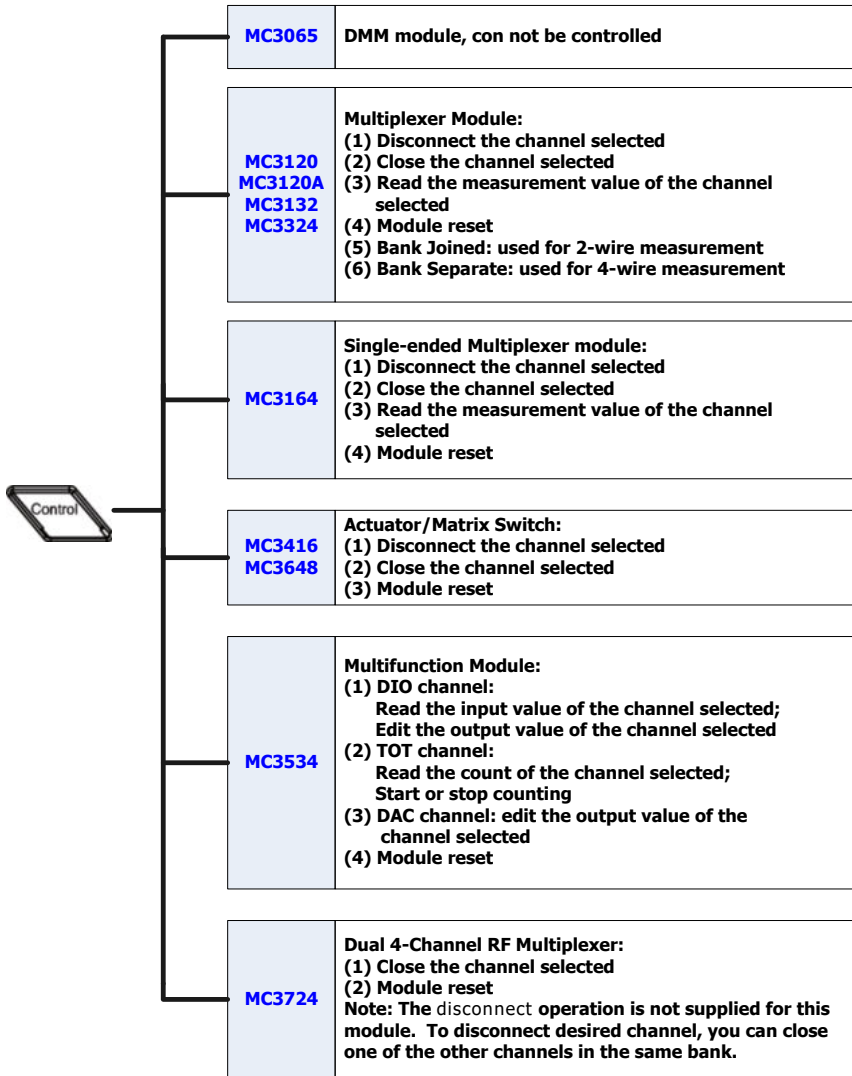 MC3065
DMM module, con not be controlled
MC3120
MC3120A
MC3132
MC3324
Multiplexer Module:
(1) Disconnect the channel selected
(2) Close the channel selected
(3) Read the measurement value of the channel
selected
(4) Module reset
(5) Bank Joined: used for 2-wire measurement
(6) Bank Separate: used for 4-wire measurement
MC3164
Single-ended Multiplexer module:
(1) Disconnect the channel selected
(2) Close the channel selected
(3) Read the measurement value of the channel
selected
(4) Module reset
Control
MC3416
MC3648
Actuator/Matrix Switch:
(1) Disconnect the channel selected
(2) Close the channel selected
(3) Module reset
MC3534
Multifunction Module:
(1) DIO channel:
Read the input value of the channel selected;
Edit the output value of the channel selected
(2) TOT channel:
Read the count of the channel selected;
Start or stop counting
(3) DAC channel: edit the output value of the
channel selected
(4) Module reset
MC3724
Dual 4-Channel RF Multiplexer:
(1) Close the channel selected
(2) Module reset
Note: The disconnect operation is not supplied for this
module. To disconnect desired channel, you can close
one of the other channels in the same bank.